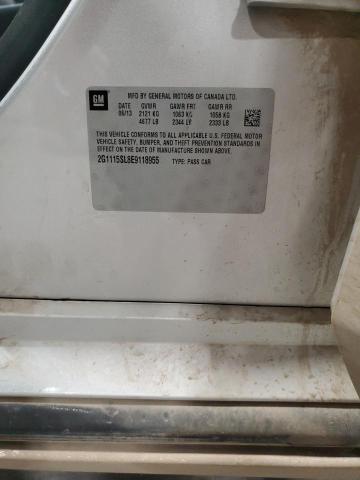 GM
MFD BY GENERAL MOTORS OF CANADA LTD.
DATE GVWR GAWR FRT GAWR RR
06/13 2121 KG 1063 KG 1058 KG
4677 LB 2344 LB 2333 LB
THIS VEHICLE CONFORMS TO ALL APPLICABLE U.S. FEDERAL MOTOR
VEHICLE SAFETY, BUMPER, AND THEFT PREVENTION STANDARDS IN
EFFECT ON THE DATE OF MANUFACTURE SHOWN ABOVE.
2G1115SL8E9118955 TYPE: PASS CAR